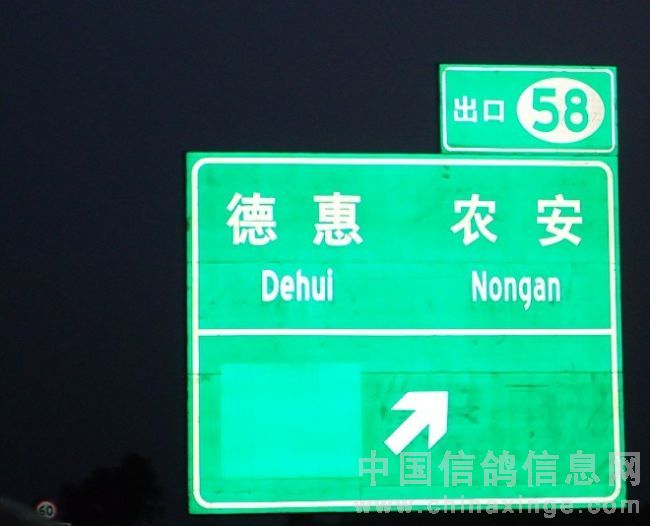 出口 58
德惠 农安
Dehui Nongan
中国信鸽信息网
www.chinaxinge.com
60